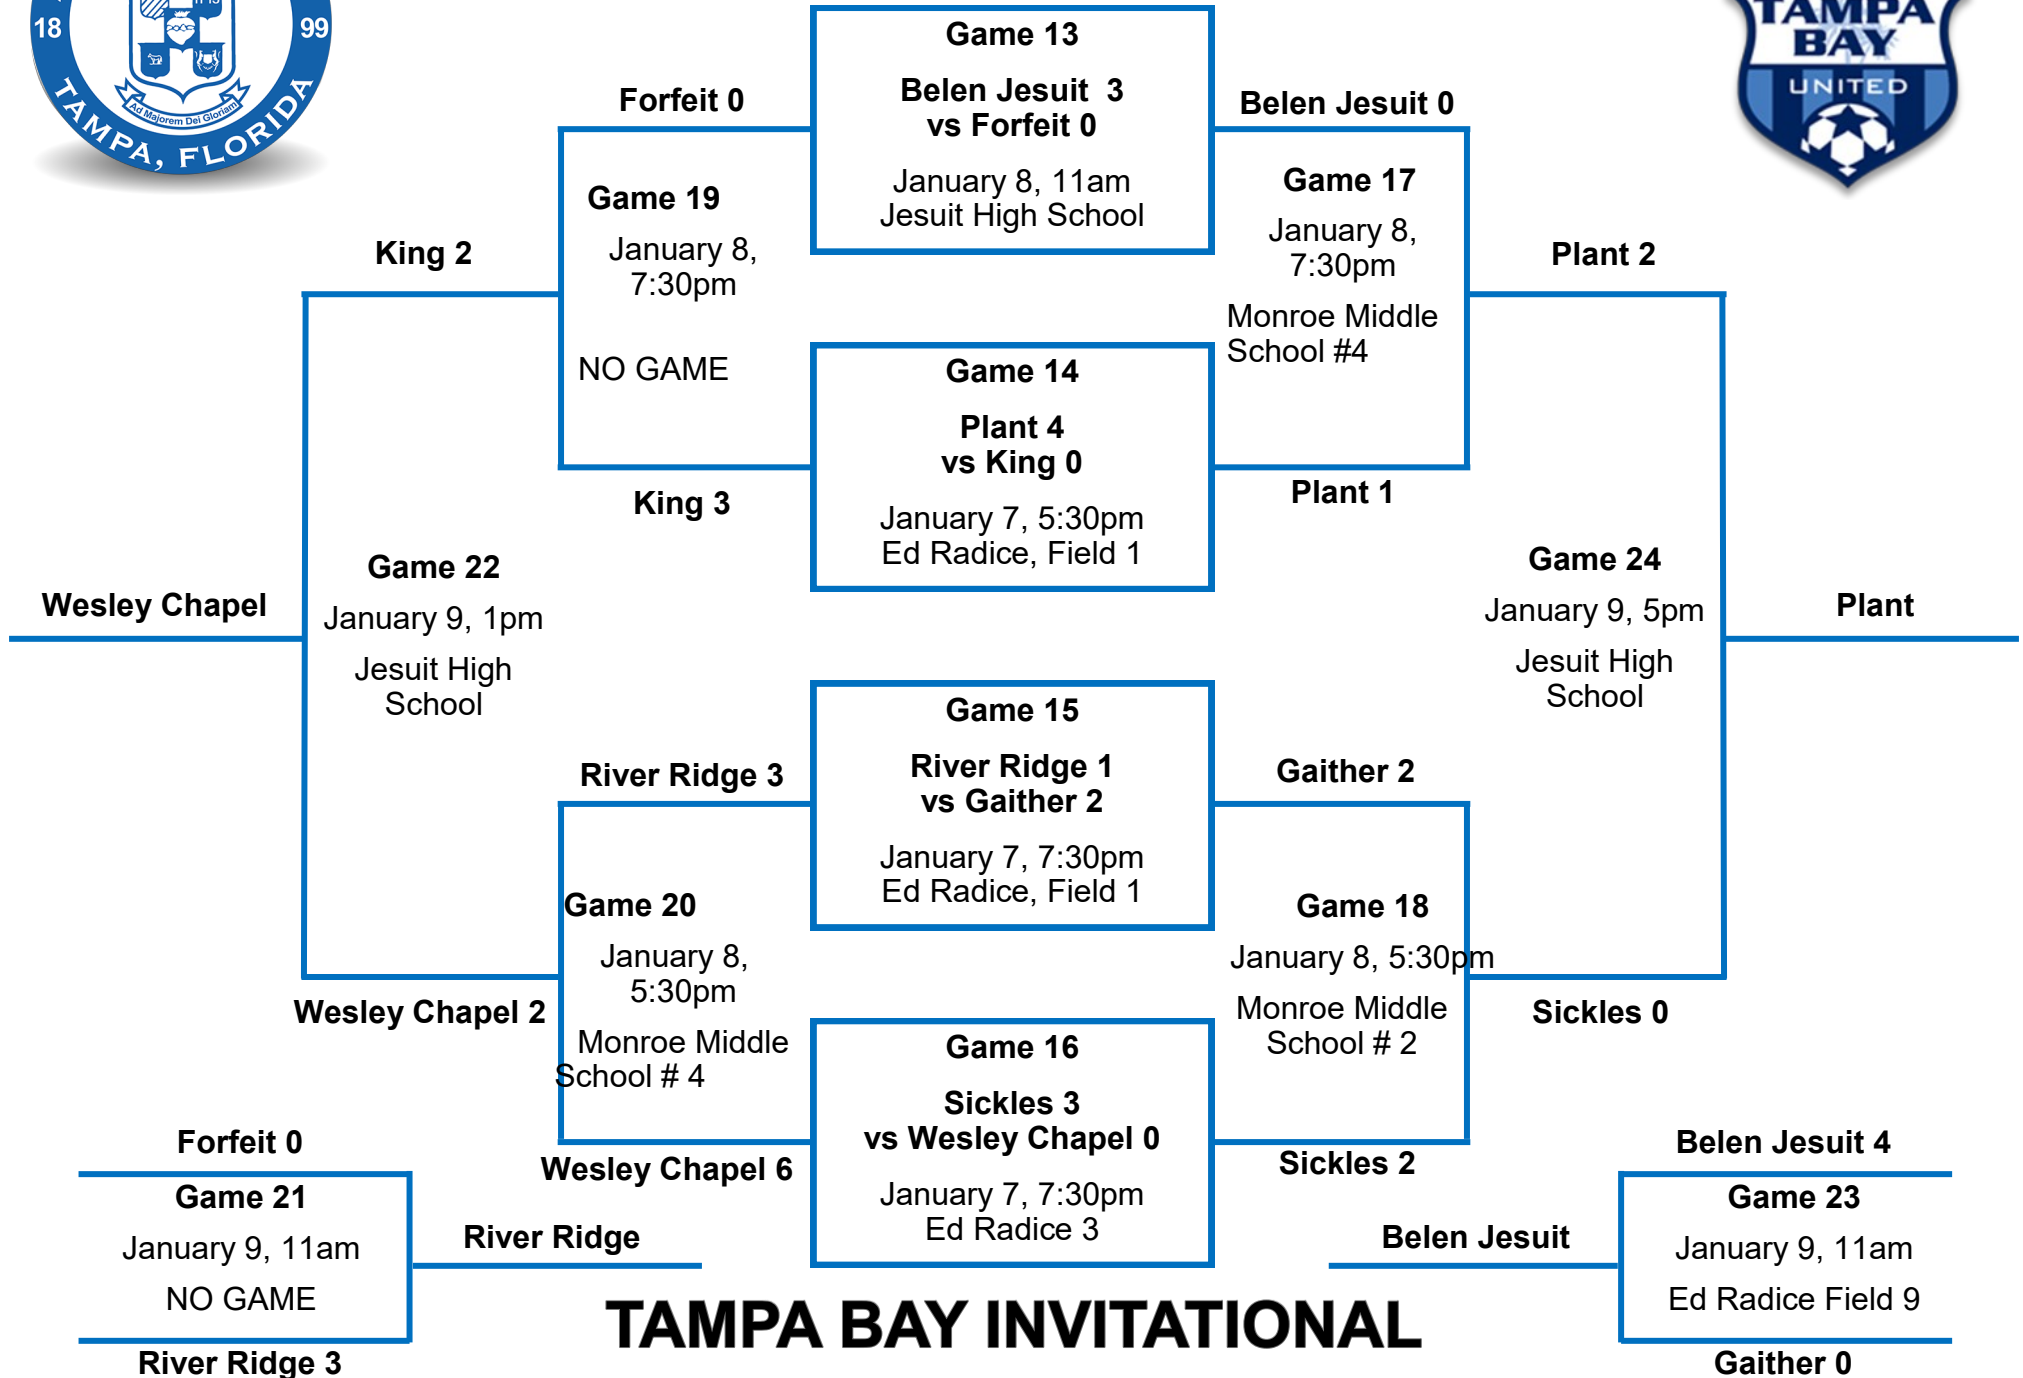 18
99
TAMPA, FLORIDA
Ad Majorem Dei Gloriam
TAMPA
BAY
UNITED
Game 13
Belen Jesuit 3
vs Forfeit 0
January 8, 11am
Jesuit High School
Forfeit 0
Belen Jesuit 0
Game 19
January 8,
7:30pm
NO GAME
Game 17
January 8,
7:30pm
Monroe Middle
School #4
King 2
Plant 2
Game 14
Plant 4
vs King 0
January 7, 5:30pm
Ed Radice, Field 1
King 3
Plant 1
Game 22
January 9, 1pm
Jesuit High
School
Wesley Chapel
Game 24
January 9, 5pm
Jesuit High
School
Plant
Game 15
River Ridge 1
vs Gaither 2
January 7, 7:30pm
Ed Radice, Field 1
River Ridge 3
Gaither 2
Game 20
January 8,
5:30pm
Monroe Middle
School # 4
Game 18
January 8, 5:30pm
Monroe Middle
School # 2
Wesley Chapel 2
Sickles 0
Game 16
Sickles 3
vs Wesley Chapel 0
January 7, 7:30pm
Ed Radice 3
Wesley Chapel 6
Sickles 2
Forfeit 0
Game 21
January 9, 11am
NO GAME
River Ridge 3
River Ridge
Belen Jesuit 4
Game 23
January 9, 11am
Ed Radice Field 9
Gaither 0
Belen Jesuit
TAMPA BAY INVITATIONAL